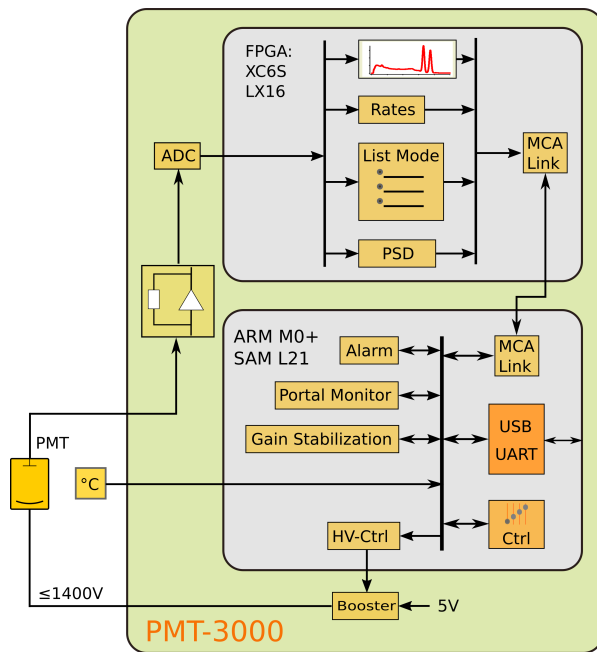 FPGA:
XC6S
LX16
Rates
List Mode
PSD
MCA
Link
ADC
ARM M0+
SAM L21
Alarm
Portal Monitor
Gain Stabilization
MCA
Link
USB
UART
Ctrl
HV-Ctrl
PMT
°C
≤1400V
Booster
5V
PMT-3000